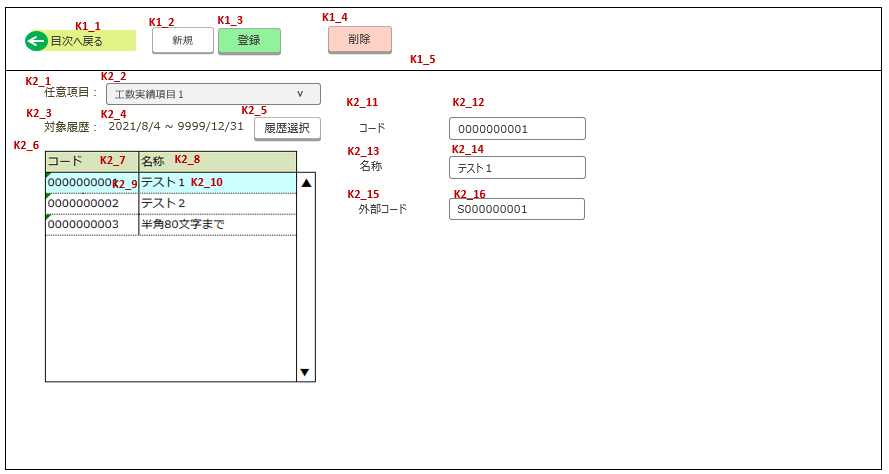 K1_1
K1_2
K1_3
K1_4
目次へ戻る
新規
登録
削除
K1_5
K2_1
K2_2
任意項目：
工数実績項目１
v
K2_3
K2_4
K2_5
K2_11
K2_12
対象履歴：
2021/8/4 ~ 9999/12/31
履歴選択
コード
0000000001
K2_6
K2_7
K2_8
K2_13
K2_14
コード
名称
名称
テスト１
0000000001
K2_9
テスト１
K2_10
▲
K2_15
K2_16
0000000002
テスト２
外部コード
S000000001
0000000003
半角80文字まで
▼